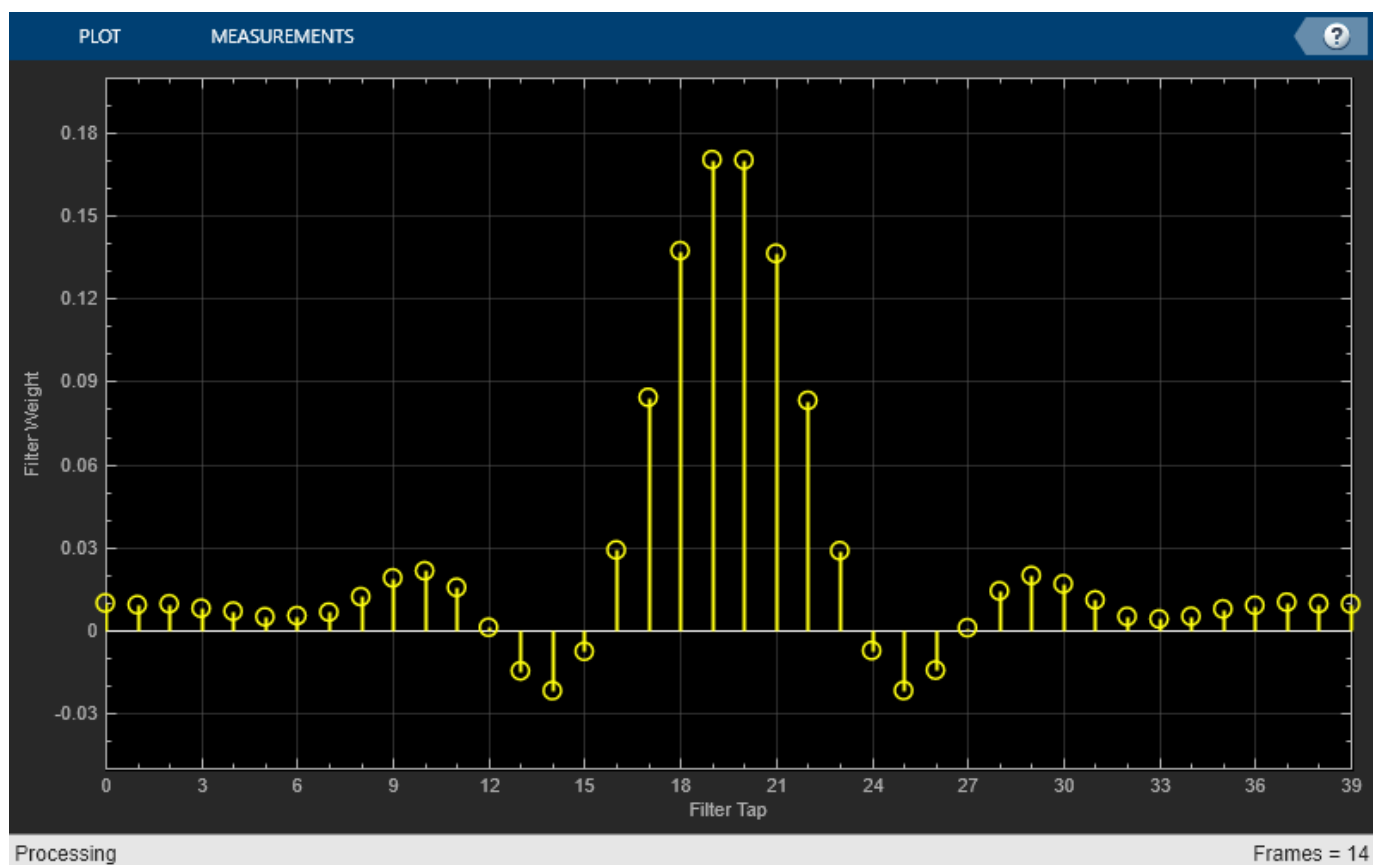 PLOT MEASUREMENTS ?
0.18
0.15
0.12
0.09
0.06
0.03
0
-0.03
Filter Weight
0 3 6 9 12 15 18 21 24 27 30 33 36 39
Filter Tap
Processing Frames = 14